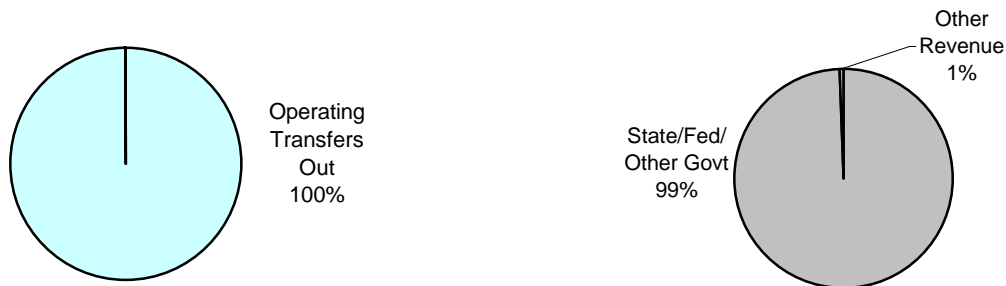 Operating
Transfers
Out
100%
Other
Revenue
1%
State/Fed/
Other Govt
99%